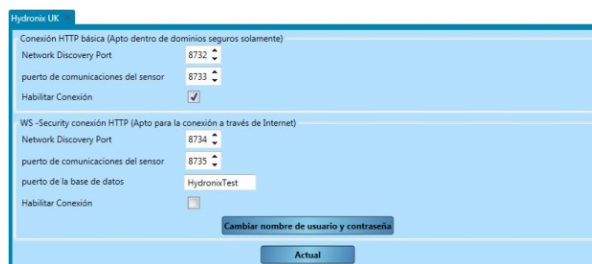 Hydronix UK
Conexión HTTP básica (Apto dentro de dominios seguros solamente)
Network Discovery Port 8732
puerto de comunicaciones del sensor 8733
Habilitar Conexión
WS -Security conexión HTTP (Apto para la conexión a través de Internet)
Network Discovery Port 8734
puerto de comunicaciones del sensor 8735
puerto de la base de datos HydronixTest
Habilitar Conexión
Cambiar nombre de usuario y contraseña
Actual